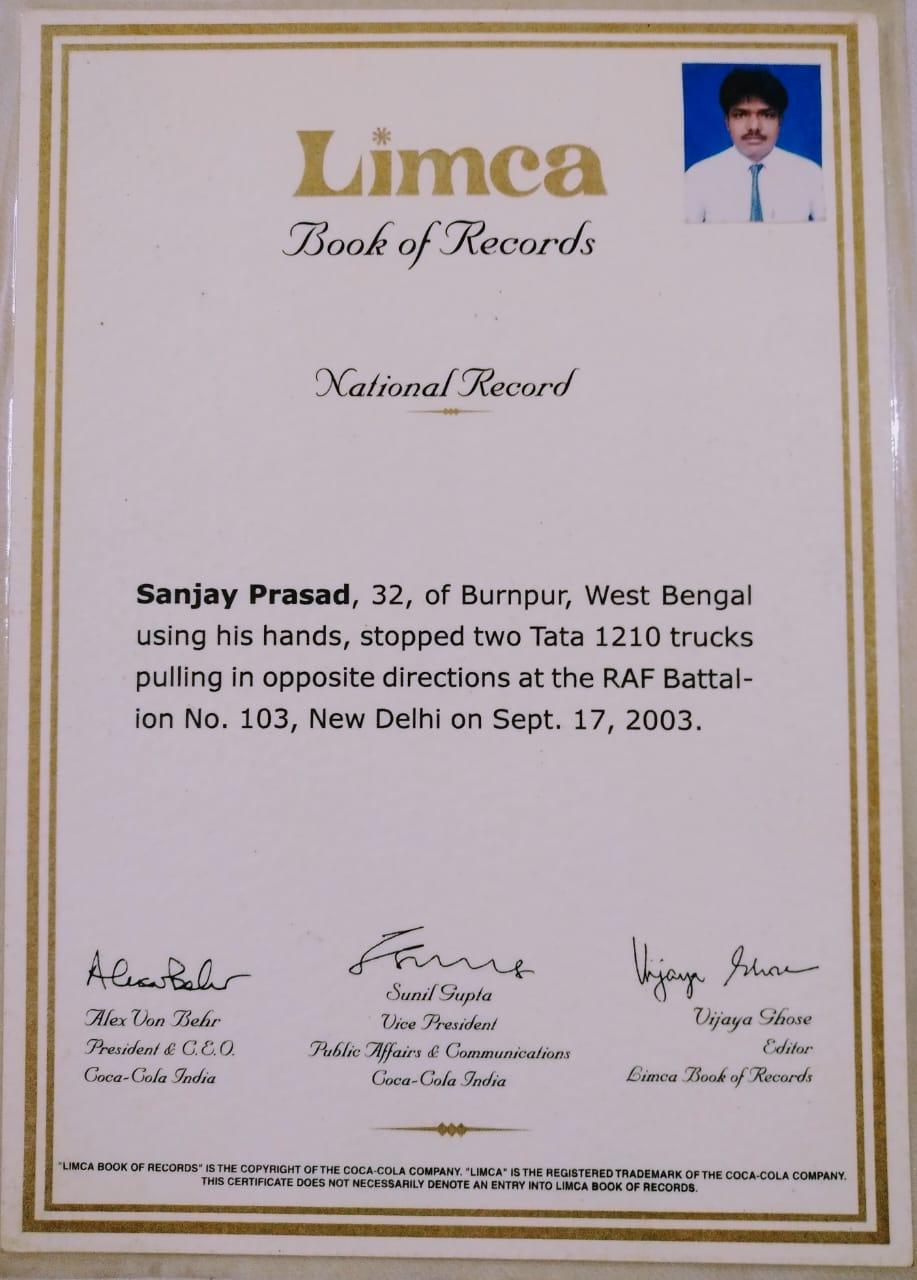 Limca
Book of Records
National Record
Sanjay Prasad, 32, of Burnpur, West Bengal
using his hands, stopped two Tata 1210 trucks
pulling in opposite directions at the RAF Battal-
ion No. 103, New Delhi on Sept. 17, 2003.
Alex Von Behr
President & C.E.O.
Coca-Cola India
Sunil Gupta
Vice President
Public Affairs & Communications
Coca-Cola India
Vijaya Ghose
Vijaya Ghose
Editor
Limca Book of Records
"LIMCA BOOK OF RECORDS" IS THE COPYRIGHT OF THE COCA-COLA COMPANY. "LIMCA" IS THE REGISTERED TRADEMARK OF THE COCA-COLA COMPANY.
THIS CERTIFICATE DOES NOT NECESSARILY DENOTE AN ENTRY INTO LIMCA BOOK OF RECORDS.